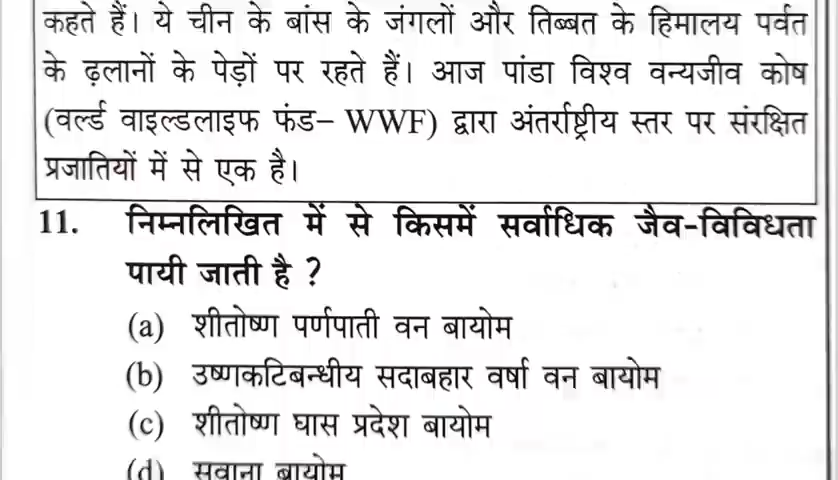 कहते हैं। ये चीन के बांस के जंगलों और तिब्बत के हिमालय पर्वत
के ढ़लानों के पेड़ों पर रहते हैं। आज पांडा विश्व वन्यजीव कोष
(वर्ल्ड वाइल्डलाइफ फंड– WWF) द्वारा अंतर्राष्ट्रीय स्तर पर संरक्षित
प्रजातियों में से एक है।
11. निम्नलिखित में से किसमें सर्वाधिक जैव-विविधता
पायी जाती है ?
(a) शीतोष्ण पर्णपाती वन बायोम
(b) उष्णकटिबन्धीय सदाबहार वर्षा वन बायोम
(c) शीतोष्ण घास प्रदेश बायोम
(d) सवाना बायोम